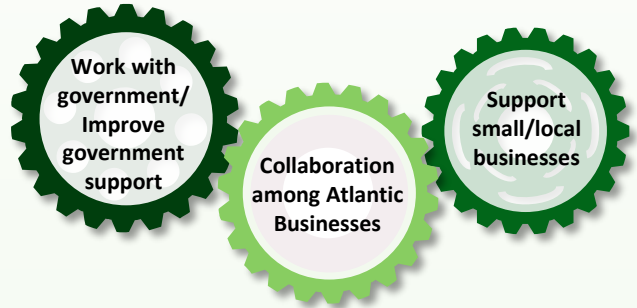 Work with
government/
Improve
government
support
Collaboration
among Atlantic
Businesses
Support
small/local
businesses